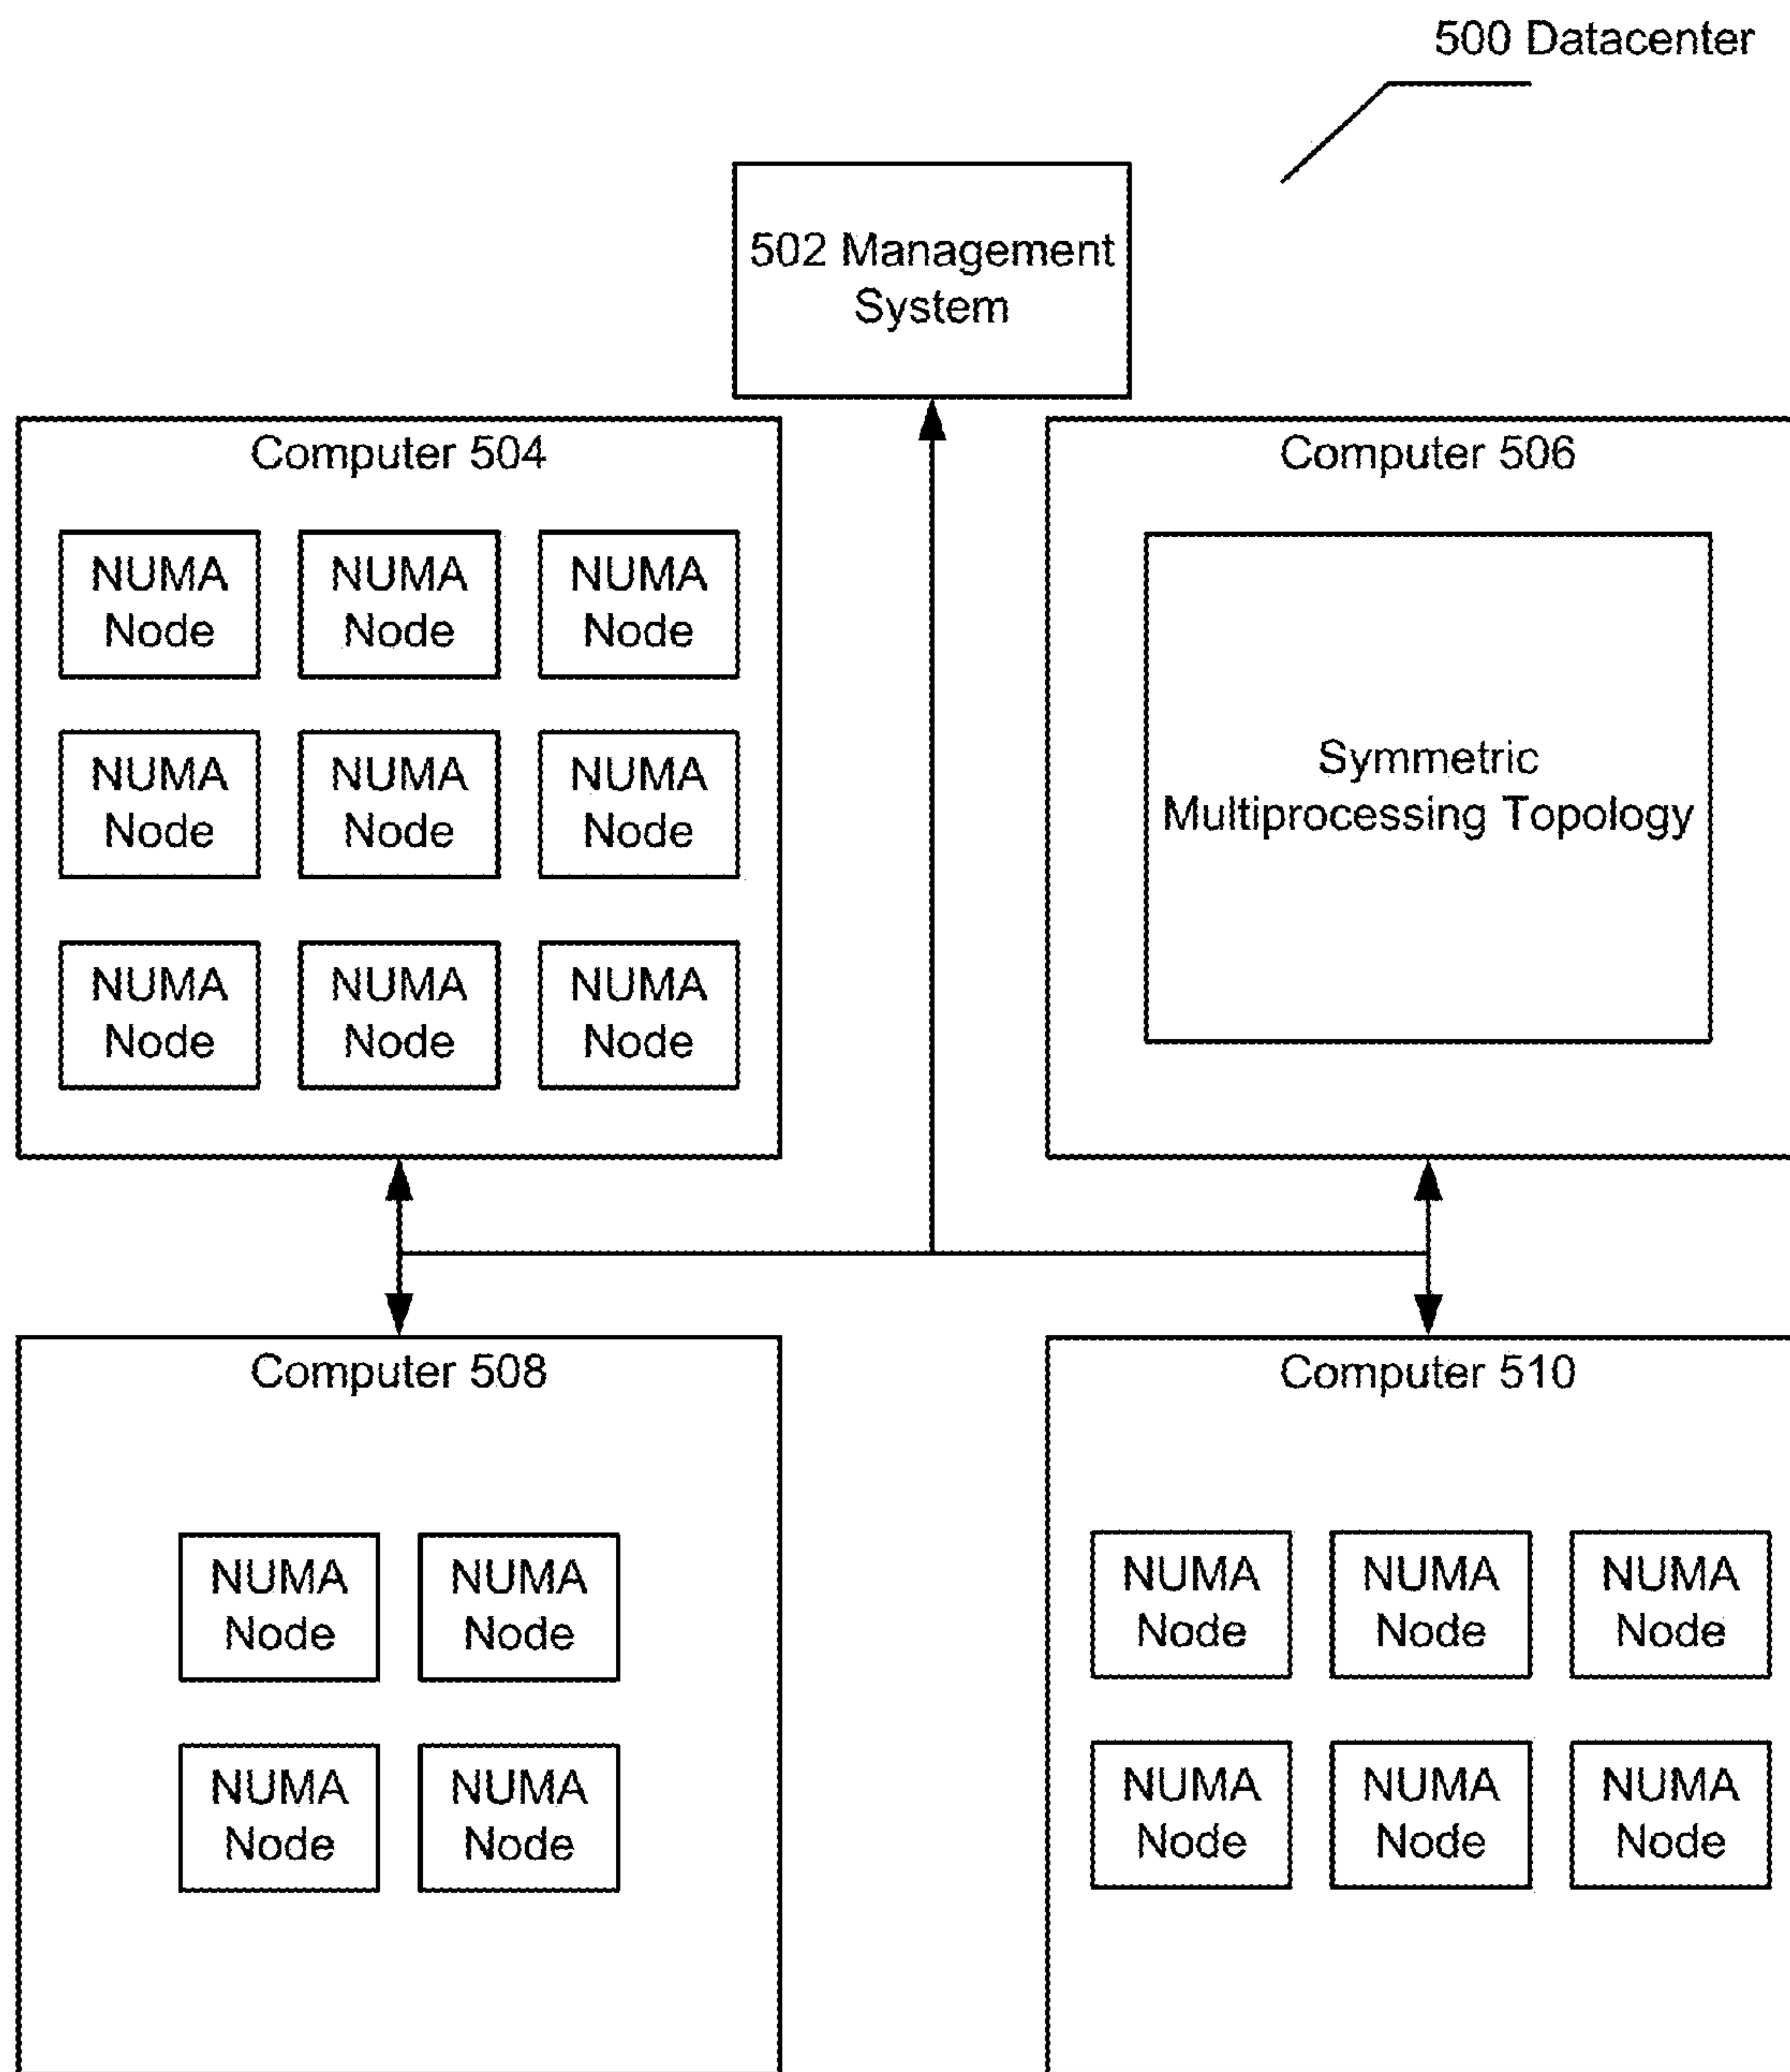 500 Datacenter
502 Management
System
Computer 504
NUMA NUMA NUMA
Node Node Node
NUMA NUMA NUMA
Node Node Node
NUMA NUMA NUMA
Node Node Node
Computer 506
Symmetric
Multiprocessing Topology
Computer 508
NUMA NUMA
Node Node
NUMA NUMA
Node Node
Computer 510
NUMA NUMA NUMA
Node Node Node
NUMA NUMA NUMA
Node Node Node